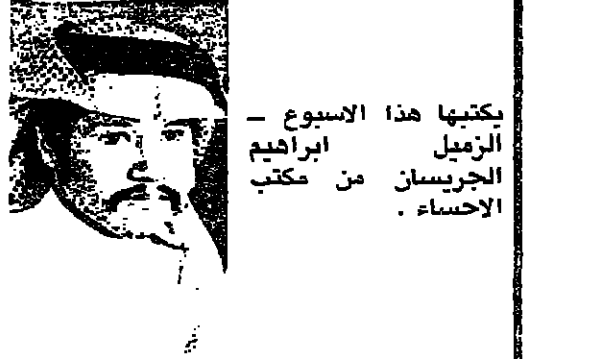 يكتبها هذا الاسبوع –
الزميل ابراهيم
الجريسان من مكتب
الاحساء .